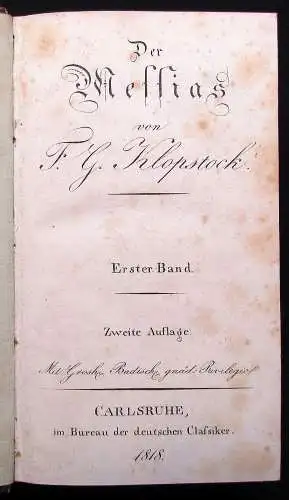 Der
Messias
von
F. G. Klopstock.
Erster Band.
Zweite Auflage
Mit Grosh. Badisch. gnäd. Privilegio.
CARLSRUHE,
im Bureau der deutschen Classiker.
1818.